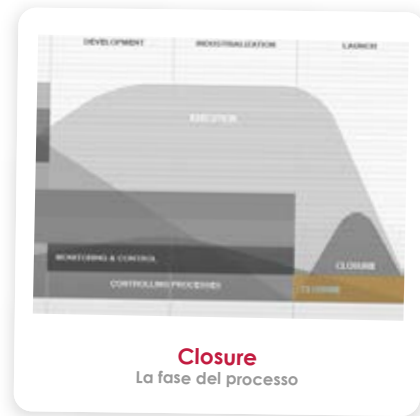 DEVELOPMENT INDUSTRIALIZATION LAUNCH
EXECUTION
MONITORING & CONTROL
CLOSURE
CONTROLLING PROCESSES
CLOSURE
Closure
La fase del processo